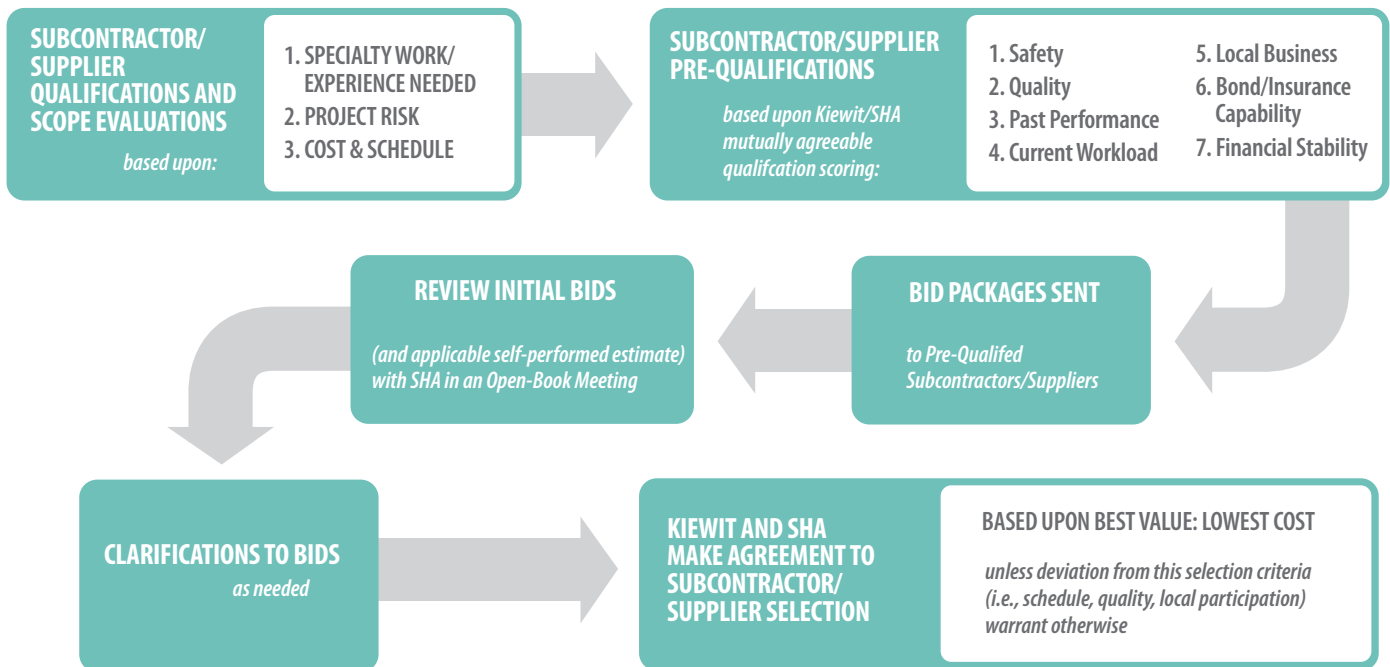 SUBCONTRACTOR/
SUPPLIER
QUALIFICATIONS AND
SCOPE EVALUATIONS
based upon:
1. SPECIALTY WORK/
EXPERIENCE NEEDED
2. PROJECT RISK
3. COST & SCHEDULE
SUBCONTRACTOR/SUPPLIER
PRE-QUALIFICATIONS
based upon Kiewit/SHA
mutually agreeable
qualifcation scoring:
1. Safety
2. Quality
3. Past Performance
4. Current Workload
5. Local Business
6. Bond/Insurance
Capability
7. Financial Stability
BID PACKAGES SENT
to Pre-Qualifed
Subcontractors/Suppliers
REVIEW INITIAL BIDS
(and applicable self-performed estimate)
with SHA in an Open-Book Meeting
CLARIFICATIONS TO BIDS
as needed
KIEWIT AND SHA
MAKE AGREEMENT TO
SUBCONTRACTOR/
SUPPLIER SELECTION
BASED UPON BEST VALUE: LOWEST COST
unless deviation from this selection criteria
(i.e., schedule, quality, local participation)
warrant otherwise